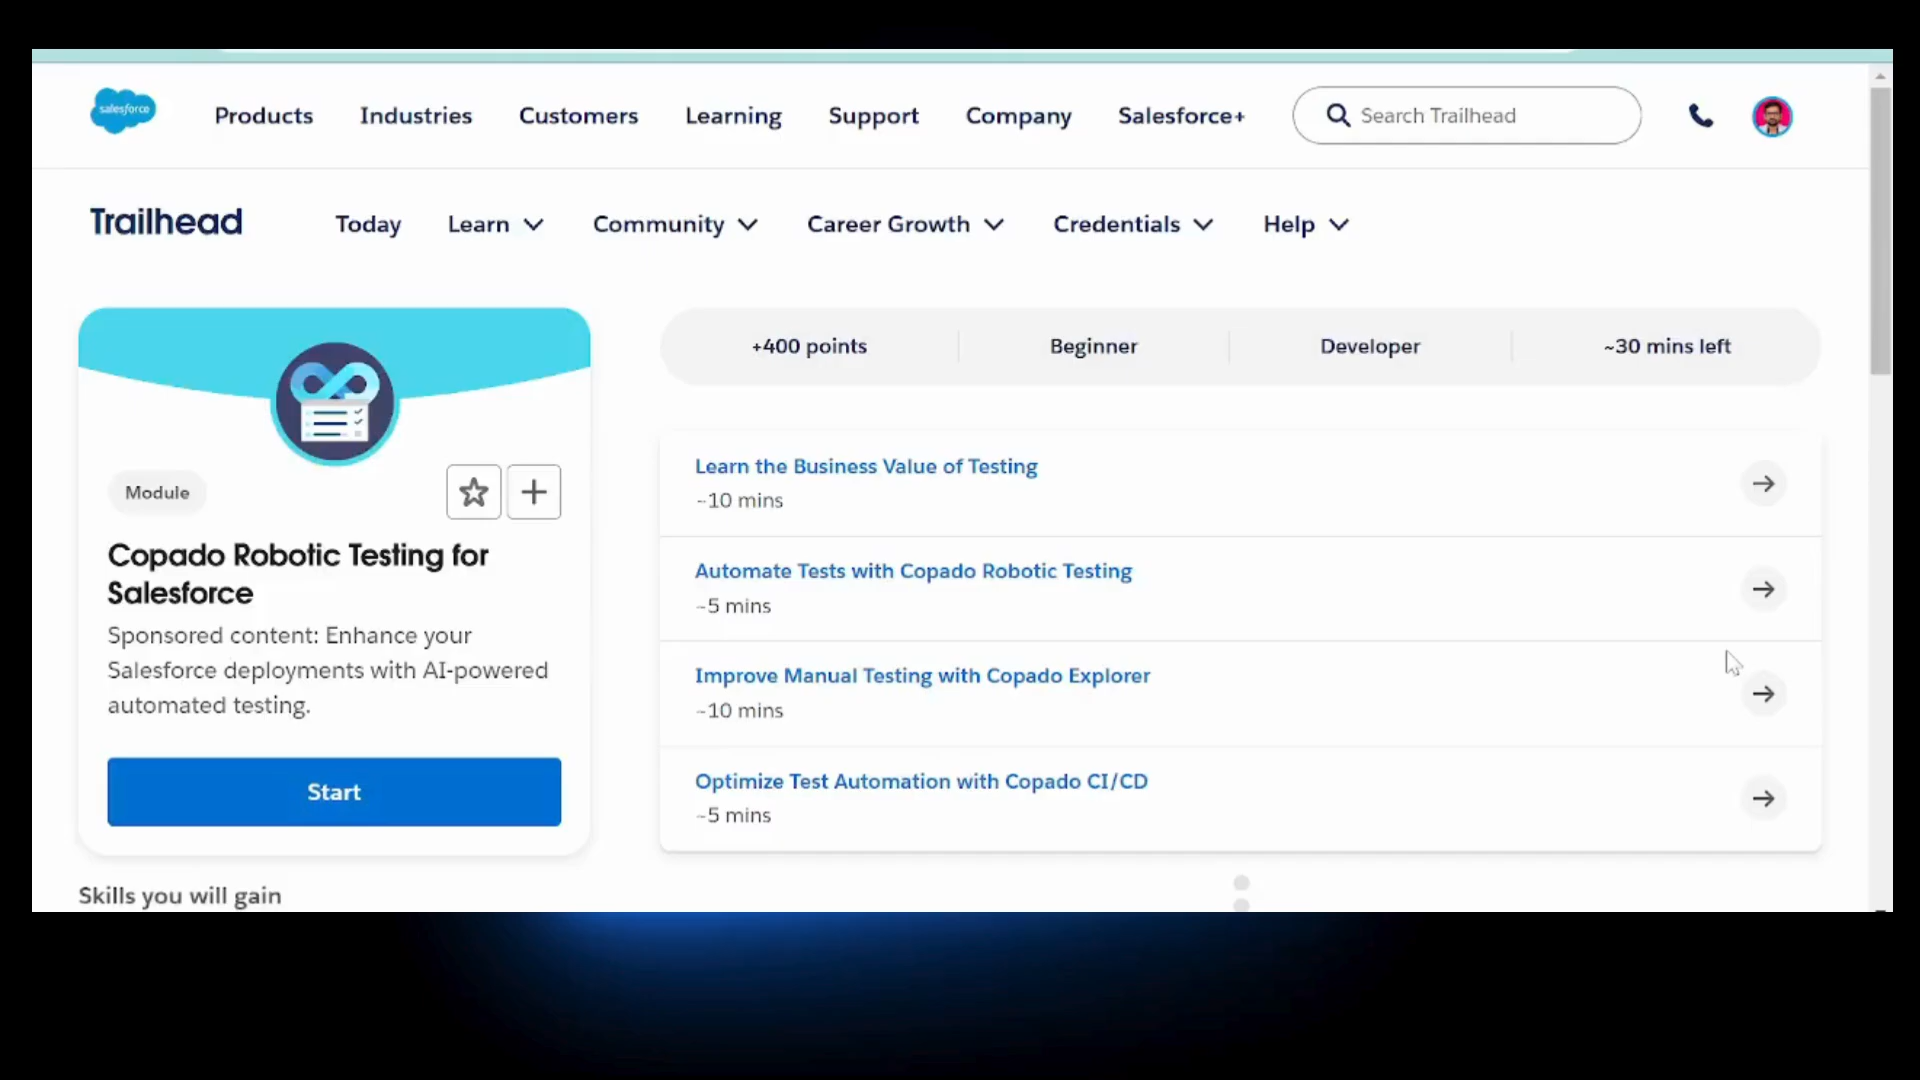 salesforce
Products Industries Customers Learning Support Company Salesforce+ Search Trailhead
Trailhead Today Learn Community Career Growth Credentials Help
+400 points Beginner Developer ~30 mins left
Module
Copado Robotic Testing for
Salesforce
Sponsored content: Enhance your
Salesforce deployments with AI-powered
automated testing.
Start
Learn the Business Value of Testing
~10 mins
Automate Tests with Copado Robotic Testing
~5 mins
Improve Manual Testing with Copado Explorer
~10 mins
Optimize Test Automation with Copado CI/CD
~5 mins
Skills you will gain